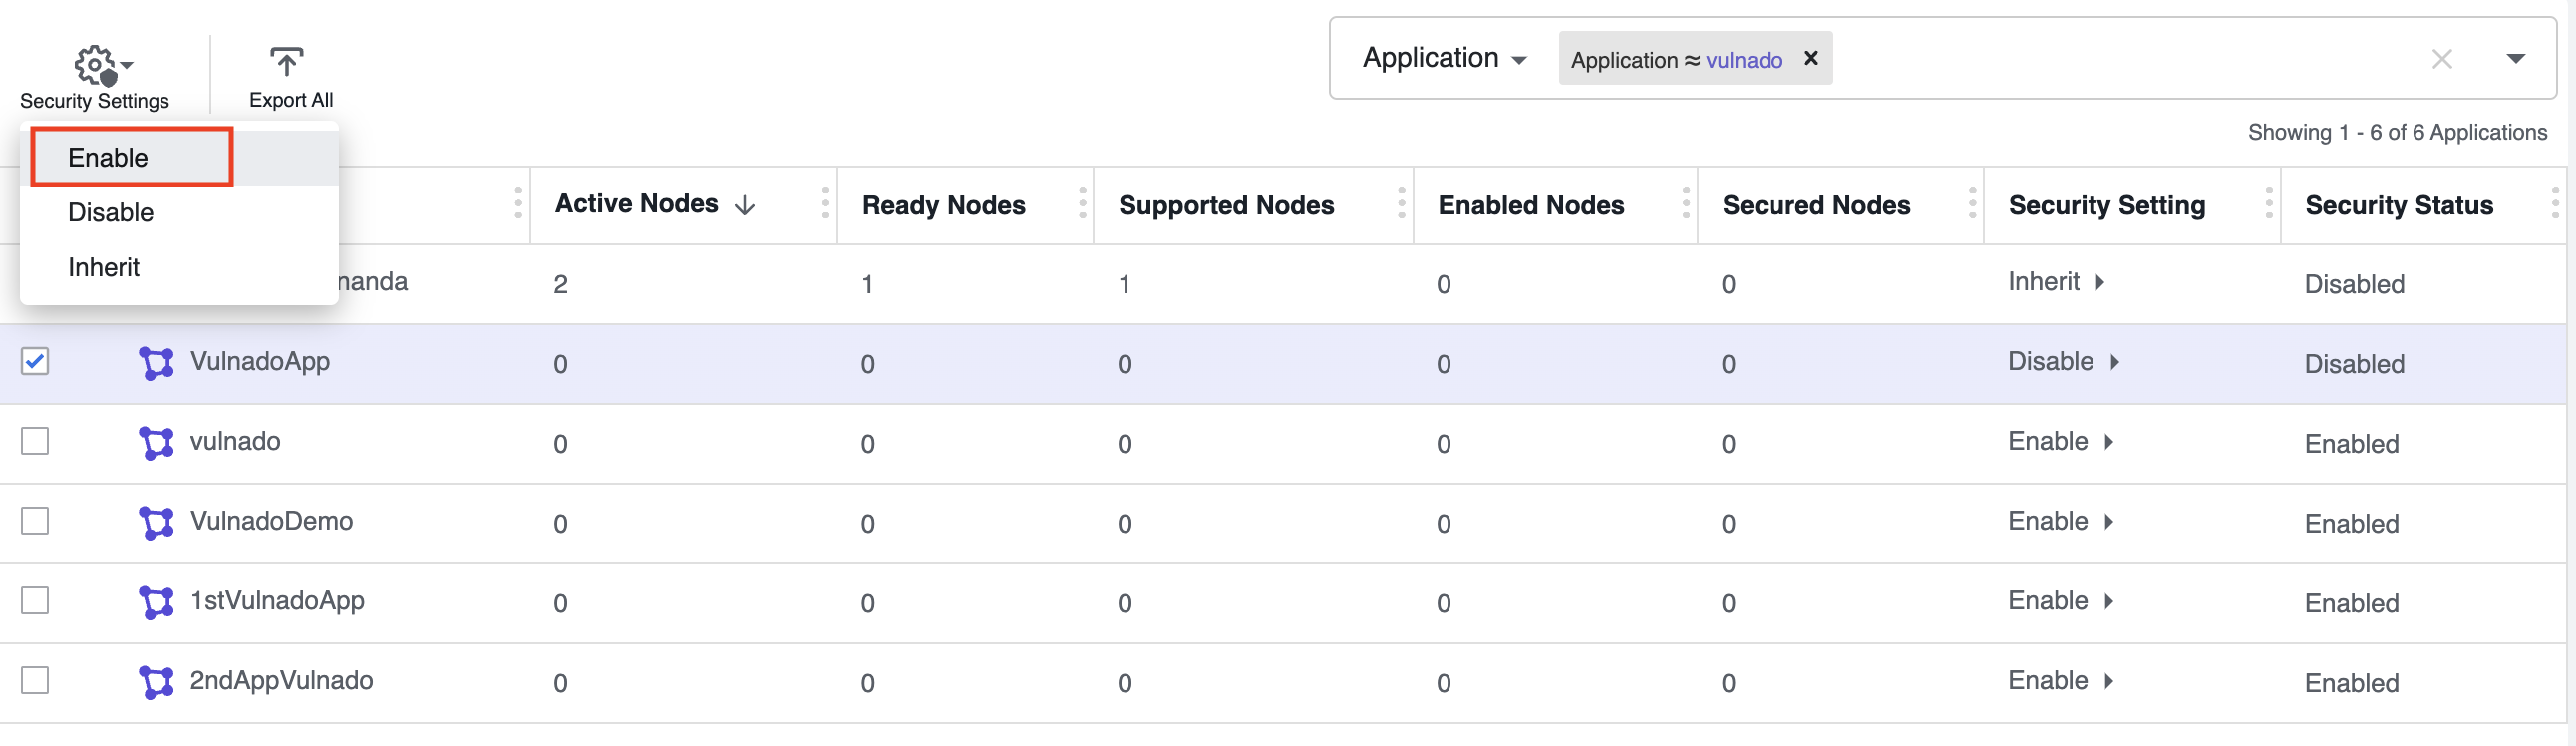 Security Settings
Export All
Application
Application ≈ vulnado
Showing 1 - 6 of 6 Applications
Enable
Disable
Inherit
Active Nodes Ready Nodes Supported Nodes Enabled Nodes Secured Nodes Security Setting Security Status
nanda 2 1 1 0 0 Inherit Disabled
VulnadoApp 0 0 0 0 0 Disable Disabled
vulnado 0 0 0 0 0 Enable Enabled
VulnadoDemo 0 0 0 0 0 Enable Enabled
1stVulnadoApp 0 0 0 0 0 Enable Enabled
2ndAppVulnado 0 0 0 0 0 Enable Enabled